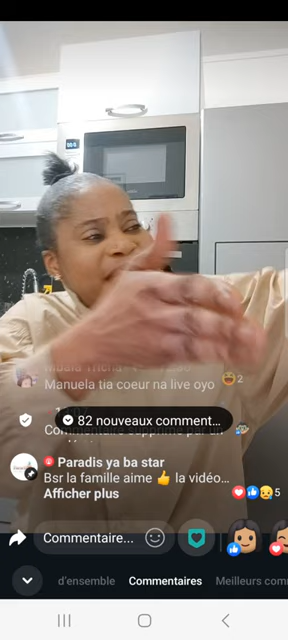 Manuela tia coeur na live oyo
2
82 nouveaux comment...
Paradis ya ba star
Bsr la famille aime 👍 la vidéo...
Afficher plus
5
Commentaire...
d'ensemble Commentaires Meilleurs com